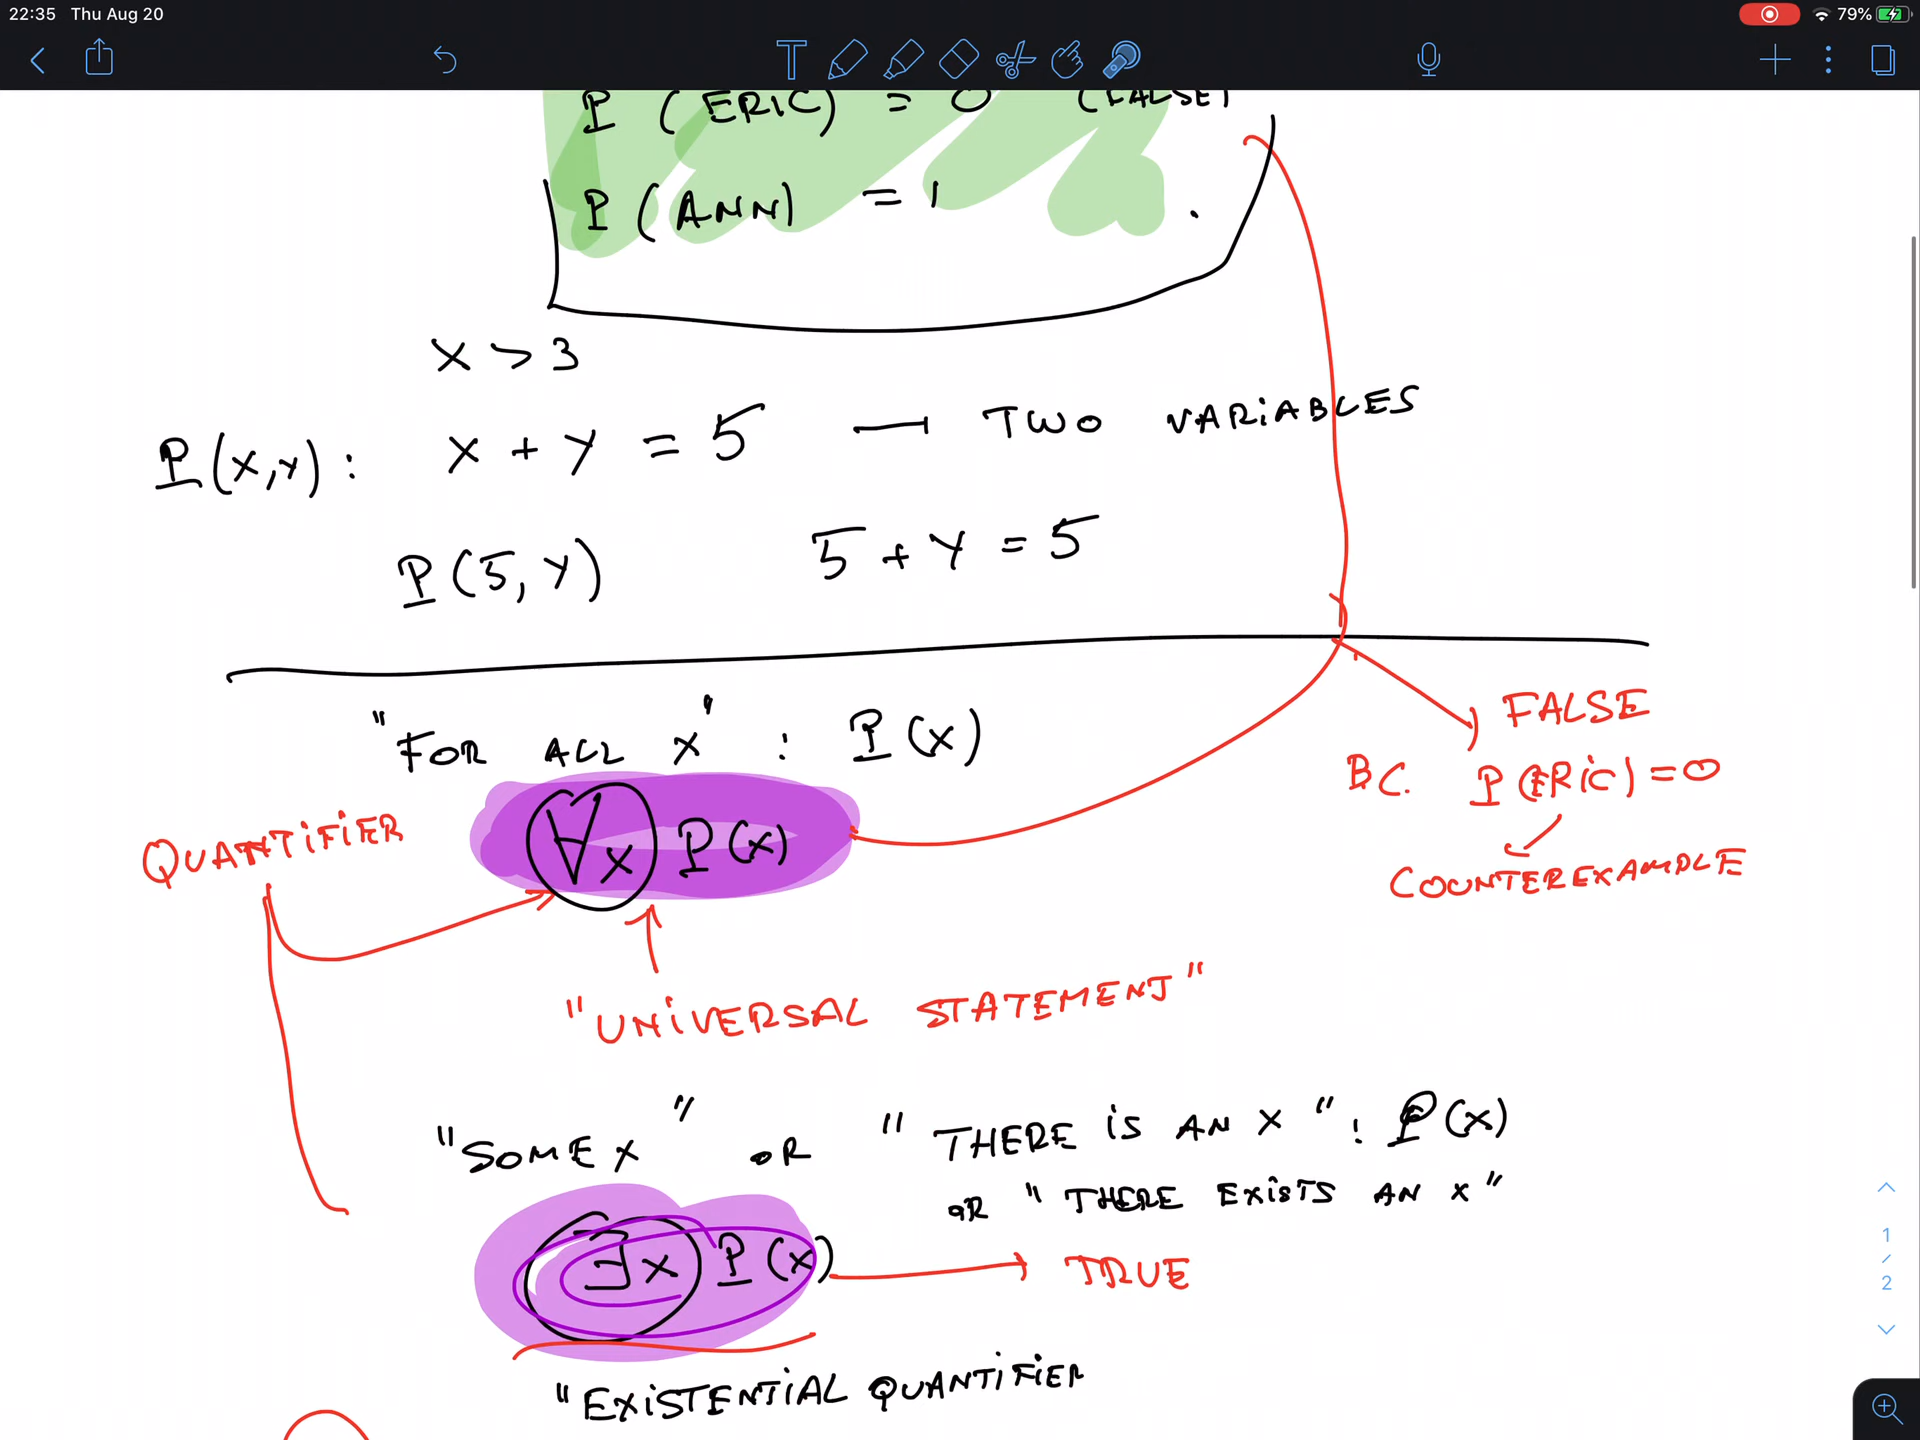 22:35 Thu Aug 20
79%
P (ERIC) = 0 (FALSE)
P (ANN) = 1 .
X > 3
P(X,Y): X + Y = 5 — TWO VARIABLES
P(5, Y) 5 + Y = 5
"FOR ALL X" : P(X)
FALSE
B C. P(ERIC) = 0
COUNTEREXAMPLE
QUANTIFIER
∀x P(x)
"UNIVERSAL STATEMENT"
"SOME X" OR "THERE IS AN X" : P(X)
OR "THERE EXISTS AN X"
∃x P(x) → TRUE
"EXISTENTIAL QUANTIFIER
1
/
2